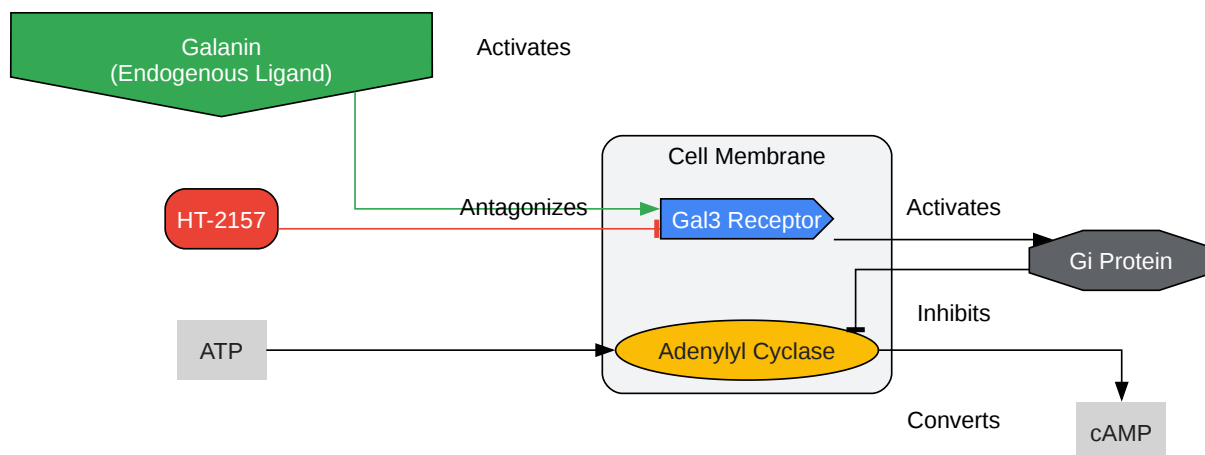 Galanin
(Endogenous Ligand)
Activates
Cell Membrane
HT-2157
Antagonizes
Gal3 Receptor
Activates
Gi Protein
Inhibits
ATP
Adenylyl Cyclase
Converts
cAMP